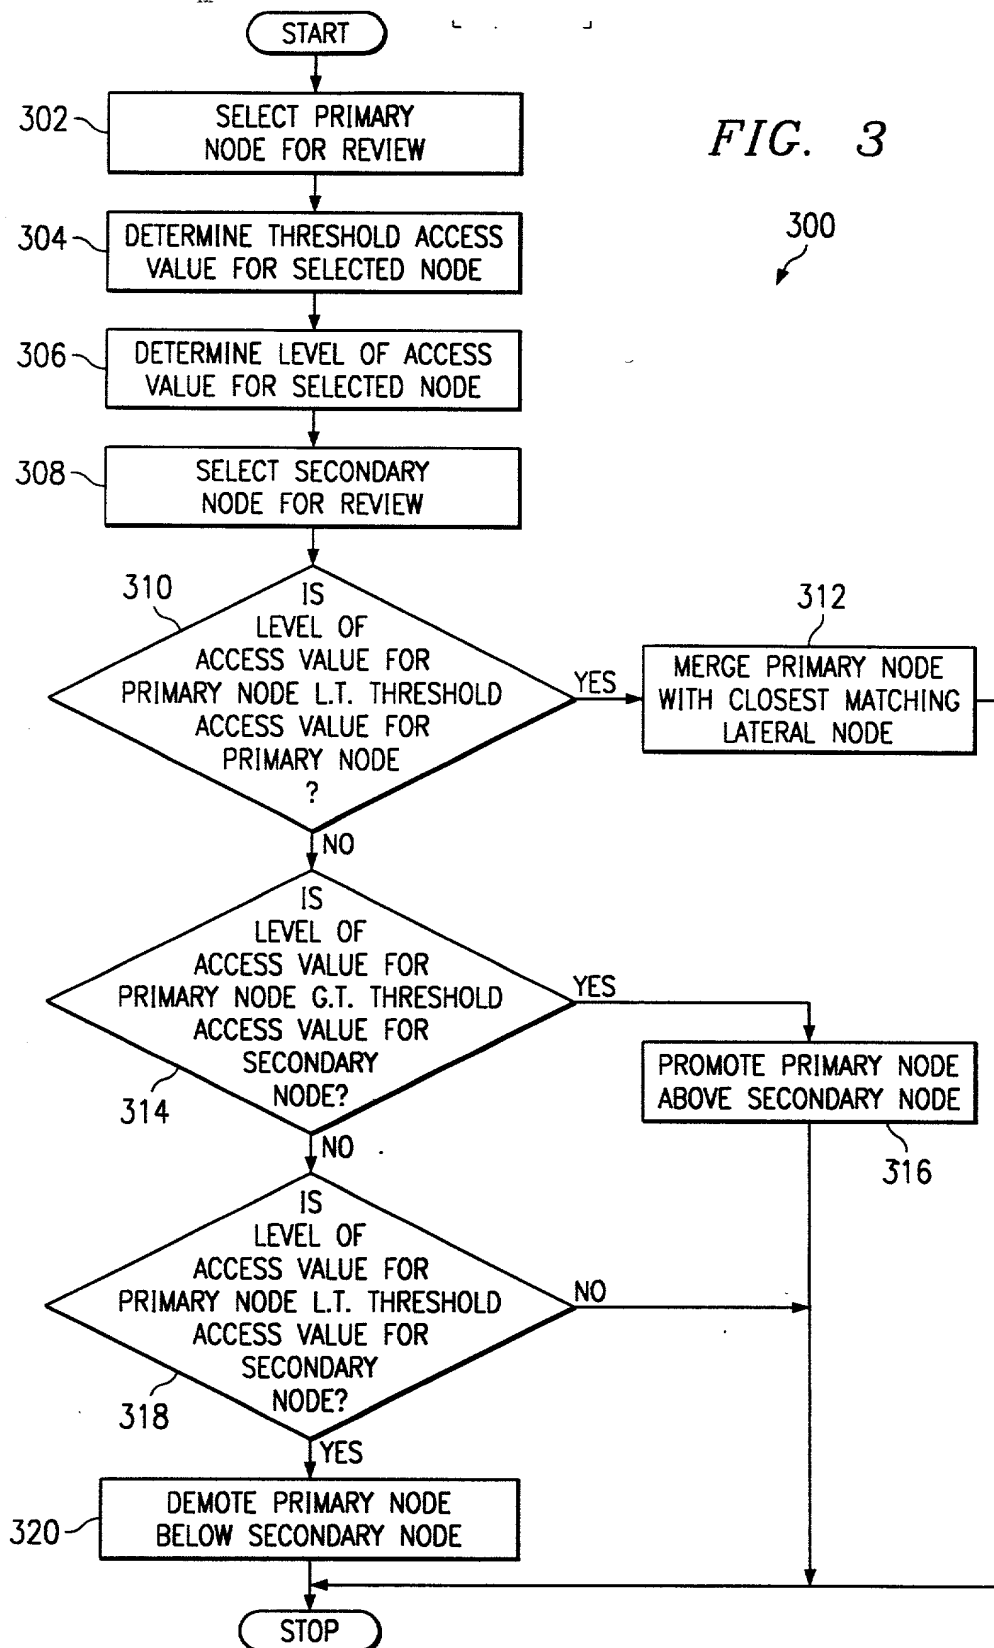 START
302
SELECT PRIMARY
NODE FOR REVIEW
FIG. 3
300
304
DETERMINE THRESHOLD ACCESS
VALUE FOR SELECTED NODE
306
DETERMINE LEVEL OF ACCESS
VALUE FOR SELECTED NODE
308
SELECT SECONDARY
NODE FOR REVIEW
310
IS
LEVEL OF
ACCESS VALUE FOR
PRIMARY NODE L.T. THRESHOLD
ACCESS VALUE FOR
PRIMARY NODE
?
YES
312
MERGE PRIMARY NODE
WITH CLOSEST MATCHING
LATERAL NODE
NO
IS
LEVEL OF
ACCESS VALUE FOR
PRIMARY NODE G.T. THRESHOLD
ACCESS VALUE FOR
SECONDARY
NODE?
314
YES
PROMOTE PRIMARY NODE
ABOVE SECONDARY NODE
316
NO
IS
LEVEL OF
ACCESS VALUE FOR
PRIMARY NODE L.T. THRESHOLD
ACCESS VALUE FOR
SECONDARY
NODE?
318
NO
YES
320
DEMOTE PRIMARY NODE
BELOW SECONDARY NODE
STOP